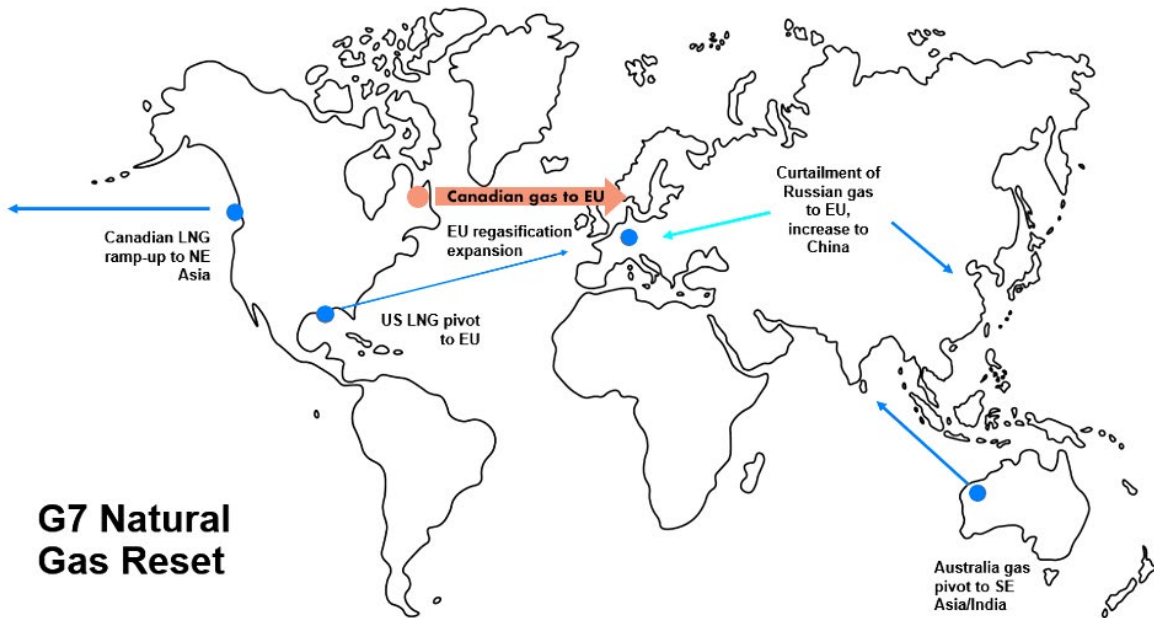 Canadian gas to EU
Curtailment of
Russian gas
to EU,
increase to
China
EU regasification
expansion
Canadian LNG
ramp-up to NE
Asia
US LNG pivot
to EU
G7 Natural
Gas Reset
Australia gas
pivot to SE
Asia/India